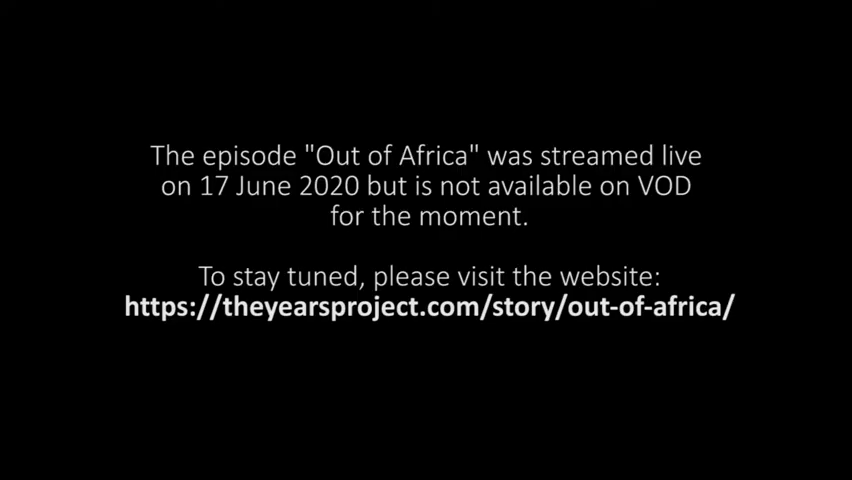 The episode "Out of Africa" was streamed live
on 17 June 2020 but is not available on VOD
for the moment.
To stay tuned, please visit the website:
https://theyearsproject.com/story/out-of-africa/